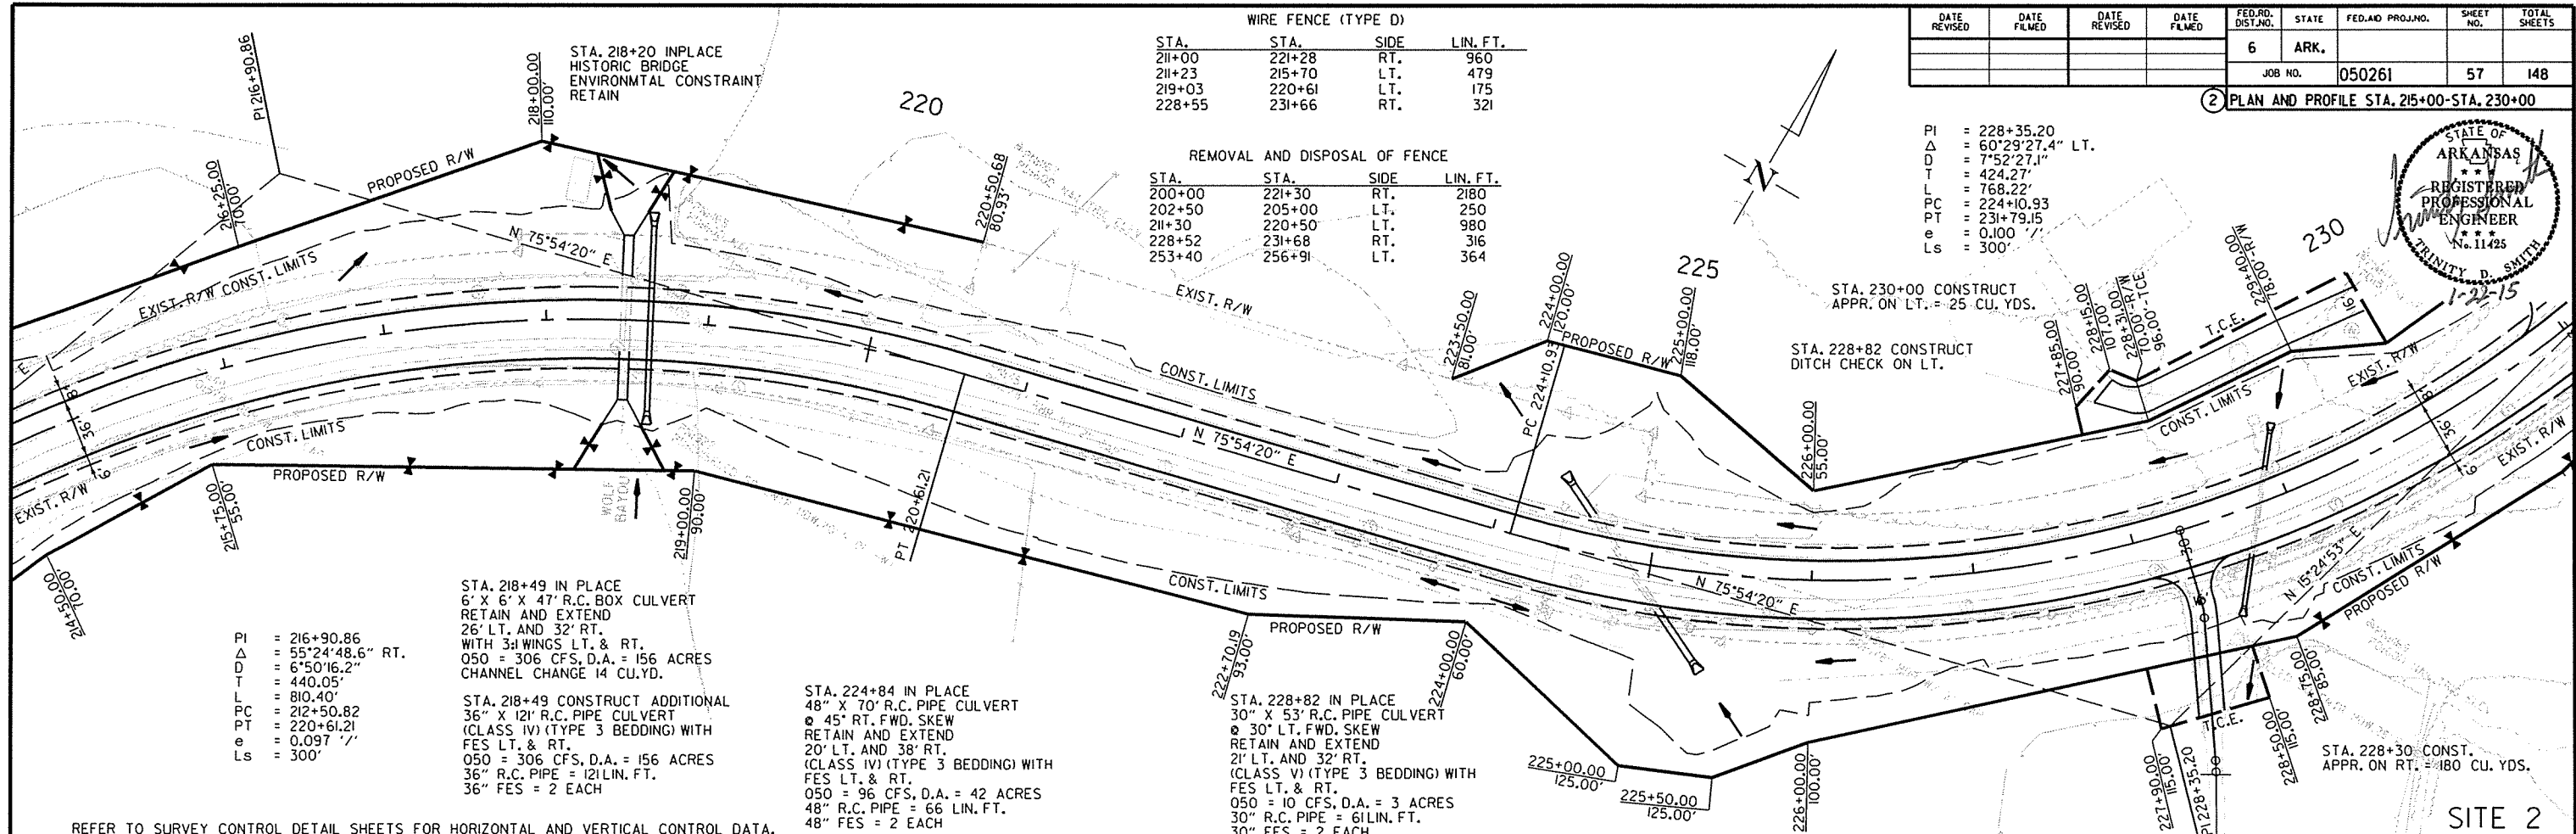 WIRE FENCE (TYPE D)
STA. STA. SIDE LIN. FT.
211+00 221+28 RT. 960
211+23 215+70 LT. 479
219+03 220+61 LT. 175
228+55 231+66 RT. 321
REMOVAL AND DISPOSAL OF FENCE
STA. STA. SIDE LIN. FT.
200+00 221+30 RT. 2180
202+50 205+00 LT. 250
211+30 220+50 LT. 980
228+52 231+68 RT. 316
253+40 256+91 LT. 364
DATE REVISED DATE FILMED DATE REVISED DATE FILMED FED.RD. DIST.NO. STATE FED.AID PROJ.NO. SHEET NO. TOTAL SHEETS
6 ARK.
JOB NO. 050261 57 148
2 PLAN AND PROFILE STA. 215+00-STA. 230+00
STATE OF
ARKANSAS
REGISTERED
PROFESSIONAL
ENGINEER
No. 11425
TRINITY D. SMITH
1-22-15
PI = 228+35.20
Δ = 60°29'27.4" LT.
D = 7°52'27.1"
T = 424.27'
L = 768.22'
PC = 224+10.93
PT = 231+79.15
e = 0.100 '/'
Ls = 300'
STA. 218+20 INPLACE
HISTORIC BRIDGE
ENVIRONMTAL CONSTRAINT
RETAIN
PI 216+90.86
218+00.00
110.00'
216+25.00
70.00'
PROPOSED R/W
220
220+50.68
80.93'
N 75°54'20" E
EXIST. R/W
CONST. LIMITS
EXIST. R/W
N
225
230
223+50.00
81.00'
224+00.00
120.00'
PROPOSED R/W
225+00.00
118.00'
PC 224+10.93
STA. 230+00 CONSTRUCT
APPR. ON LT. = 25 CU. YDS.
STA. 228+82 CONSTRUCT
DITCH CHECK ON LT.
226+00.00
55.00'
227+85.00
90.00'
228+15.00
107.00'
228+31.00
70.00'-R/W
96.00'-TCE
229+40.00
78.00'-R/W
T.C.E.
16'
CONST. LIMITS
EXIST. R/W
8'
36'
6'
EXIST. R/W
8'
36'
6'
EXIST. R/W
CONST. LIMITS
PROPOSED R/W
214+50.00
70.00'
215+75.00
55.00'
WOLF
BAYOU
219+00.00
90.00'
PT 220+61.21
CONST. LIMITS
N 75°54'20" E
CONST. LIMITS
PROPOSED R/W
N 75°54'20" E
222+70.19
93.00'
224+00.00
60.00'
225+00.00
125.00'
225+50.00
125.00'
226+00.00
100.00'
30'
16'
N 15°24'53" E
CONST. LIMITS
PROPOSED R/W
T.C.E.
227+90.00
115.00'
PI 228+35.20
228+50.00
115.00'
228+75.00
85.00'
STA. 228+30 CONST.
APPR. ON RT. = 180 CU. YDS.
PI = 216+90.86
Δ = 55°24'48.6" RT.
D = 6°50'16.2"
T = 440.05'
L = 810.40'
PC = 212+50.82
PT = 220+61.21
e = 0.097 '/'
Ls = 300'
STA. 218+49 IN PLACE
6' X 6' X 47' R.C. BOX CULVERT
RETAIN AND EXTEND
26' LT. AND 32' RT.
WITH 3:1 WINGS LT. & RT.
Q50 = 306 CFS, D.A. = 156 ACRES
CHANNEL CHANGE 14 CU.YD.
STA. 218+49 CONSTRUCT ADDITIONAL
36" X 121' R.C. PIPE CULVERT
(CLASS IV) (TYPE 3 BEDDING) WITH
FES LT. & RT.
Q50 = 306 CFS, D.A. = 156 ACRES
36" R.C. PIPE = 121 LIN. FT.
36" FES = 2 EACH
STA. 224+84 IN PLACE
48" X 70' R.C. PIPE CULVERT
@ 45° RT. FWD. SKEW
RETAIN AND EXTEND
20' LT. AND 38' RT.
(CLASS IV) (TYPE 3 BEDDING) WITH
FES LT. & RT.
Q50 = 96 CFS, D.A. = 42 ACRES
48" R.C. PIPE = 66 LIN. FT.
48" FES = 2 EACH
STA. 228+82 IN PLACE
30" X 53' R.C. PIPE CULVERT
@ 30° LT. FWD. SKEW
RETAIN AND EXTEND
21' LT. AND 32' RT.
(CLASS V) (TYPE 3 BEDDING) WITH
FES LT. & RT.
Q50 = 10 CFS, D.A. = 3 ACRES
30" R.C. PIPE = 61 LIN. FT.
30" FES = 2 EACH
REFER TO SURVEY CONTROL DETAIL SHEETS FOR HORIZONTAL AND VERTICAL CONTROL DATA.
SITE 2